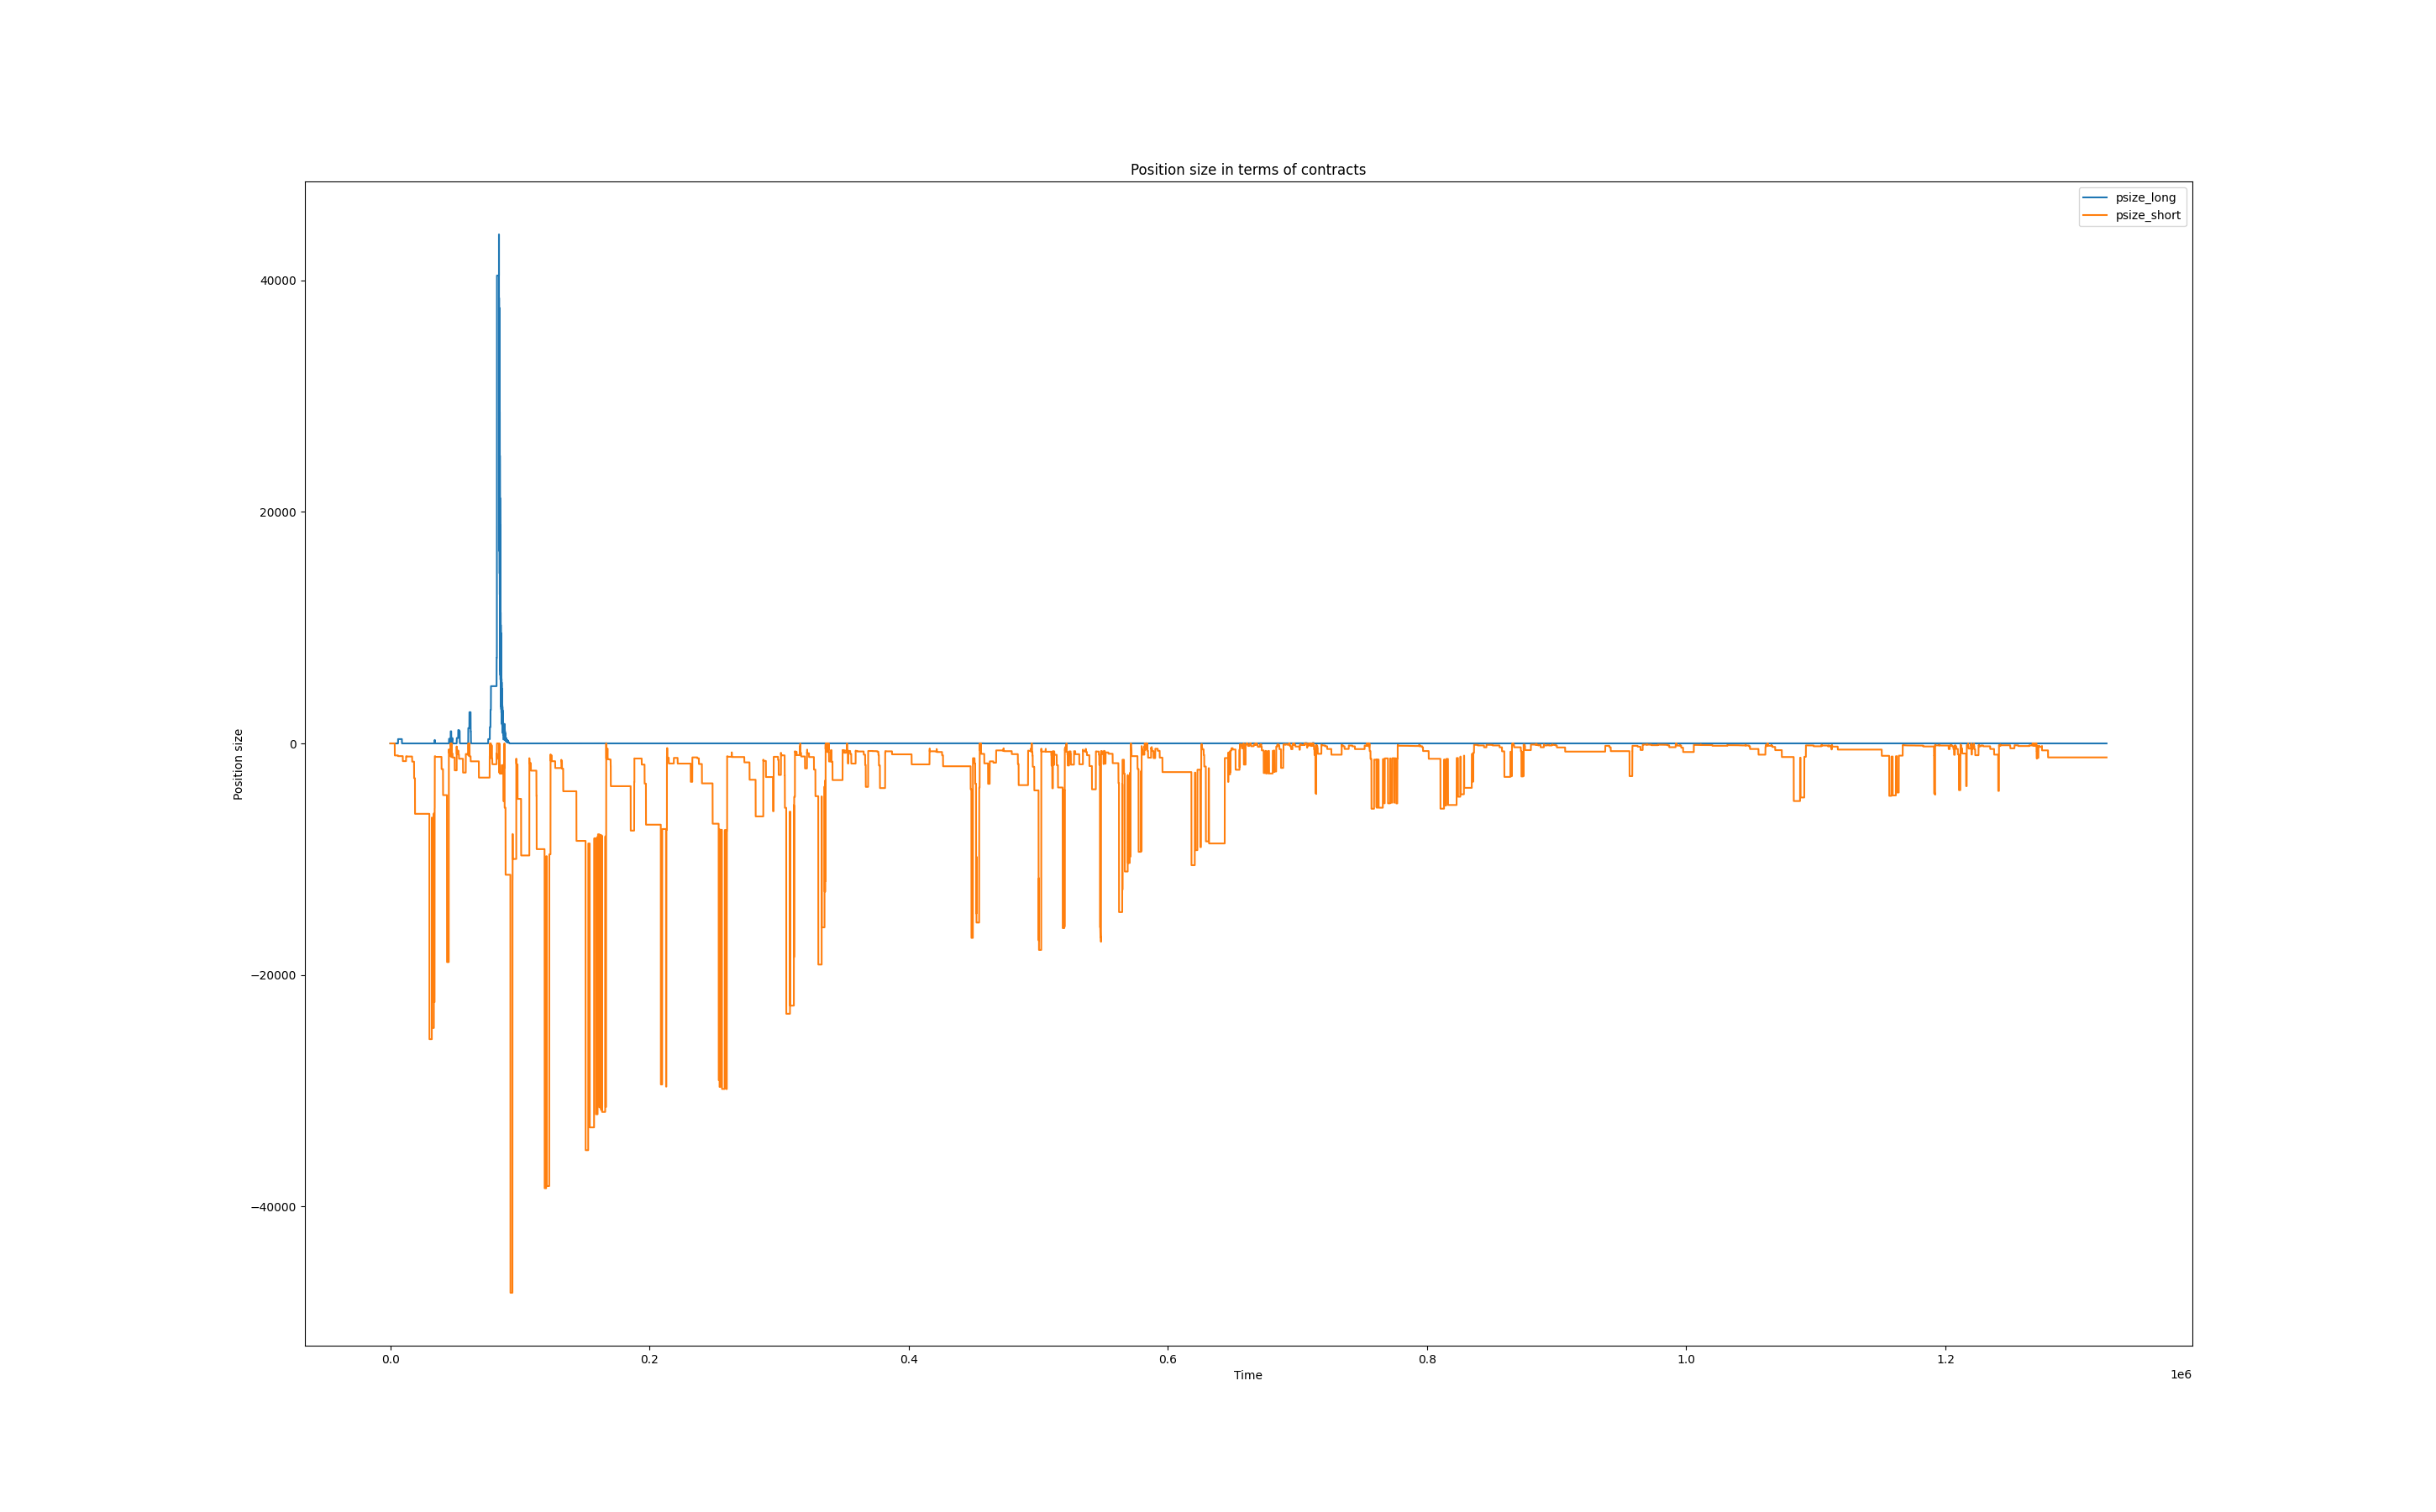 Position size in terms of contracts
psize_long
psize_short
40000
20000
0
−20000
−40000
Position size
0.0
0.2
0.4
0.6
0.8
1.0
1.2
1e6
Time